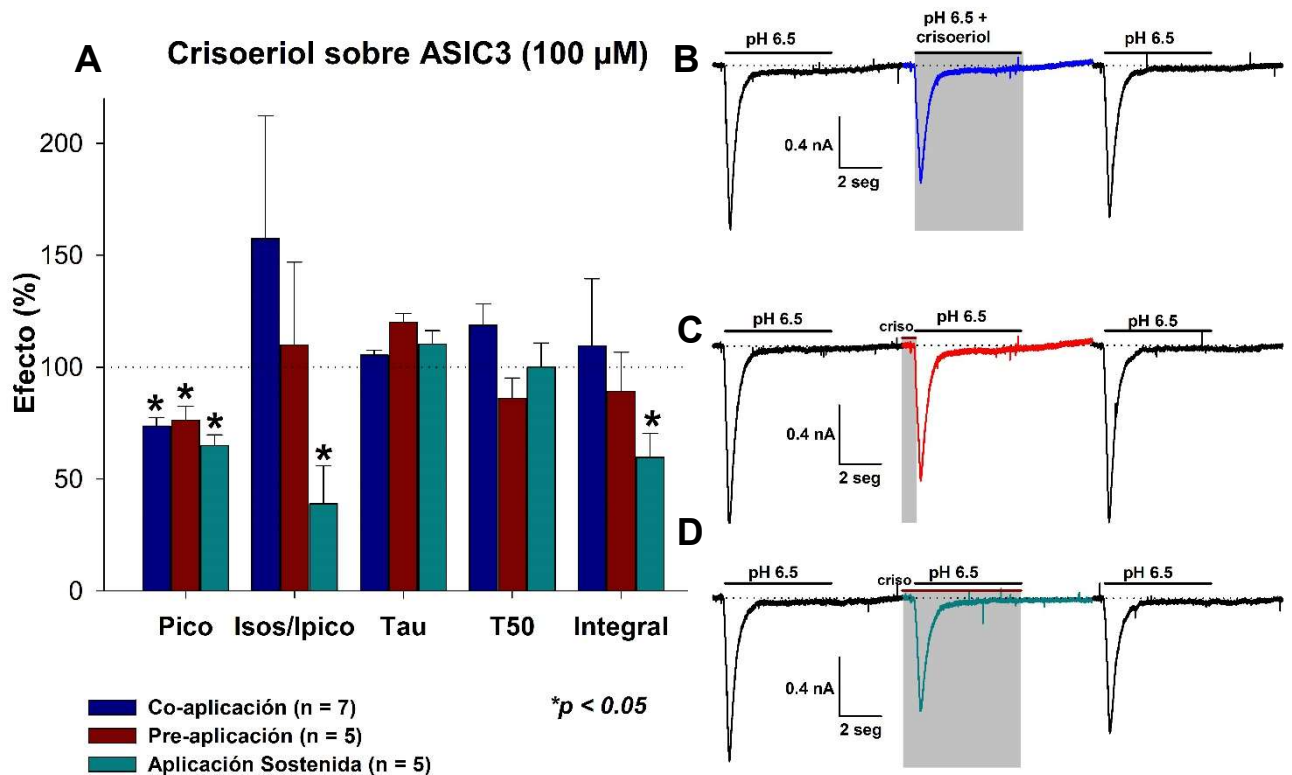 A
Crisoeriol sobre ASIC3 (100 µM)
Efecto (%)
200
150
100
50
0
*
*
*
*
*
Pico
Isos/Ipico
Tau
T50
Integral
Co-aplicación (n = 7)
Pre-aplicación (n = 5)
Aplicación Sostenida (n = 5)
*p < 0.05
B
pH 6.5
pH 6.5 +
crisoeriol
pH 6.5
0.4 nA
2 seg
C
pH 6.5
criso
pH 6.5
pH 6.5
0.4 nA
2 seg
D
pH 6.5
criso
pH 6.5
pH 6.5
0.4 nA
2 seg